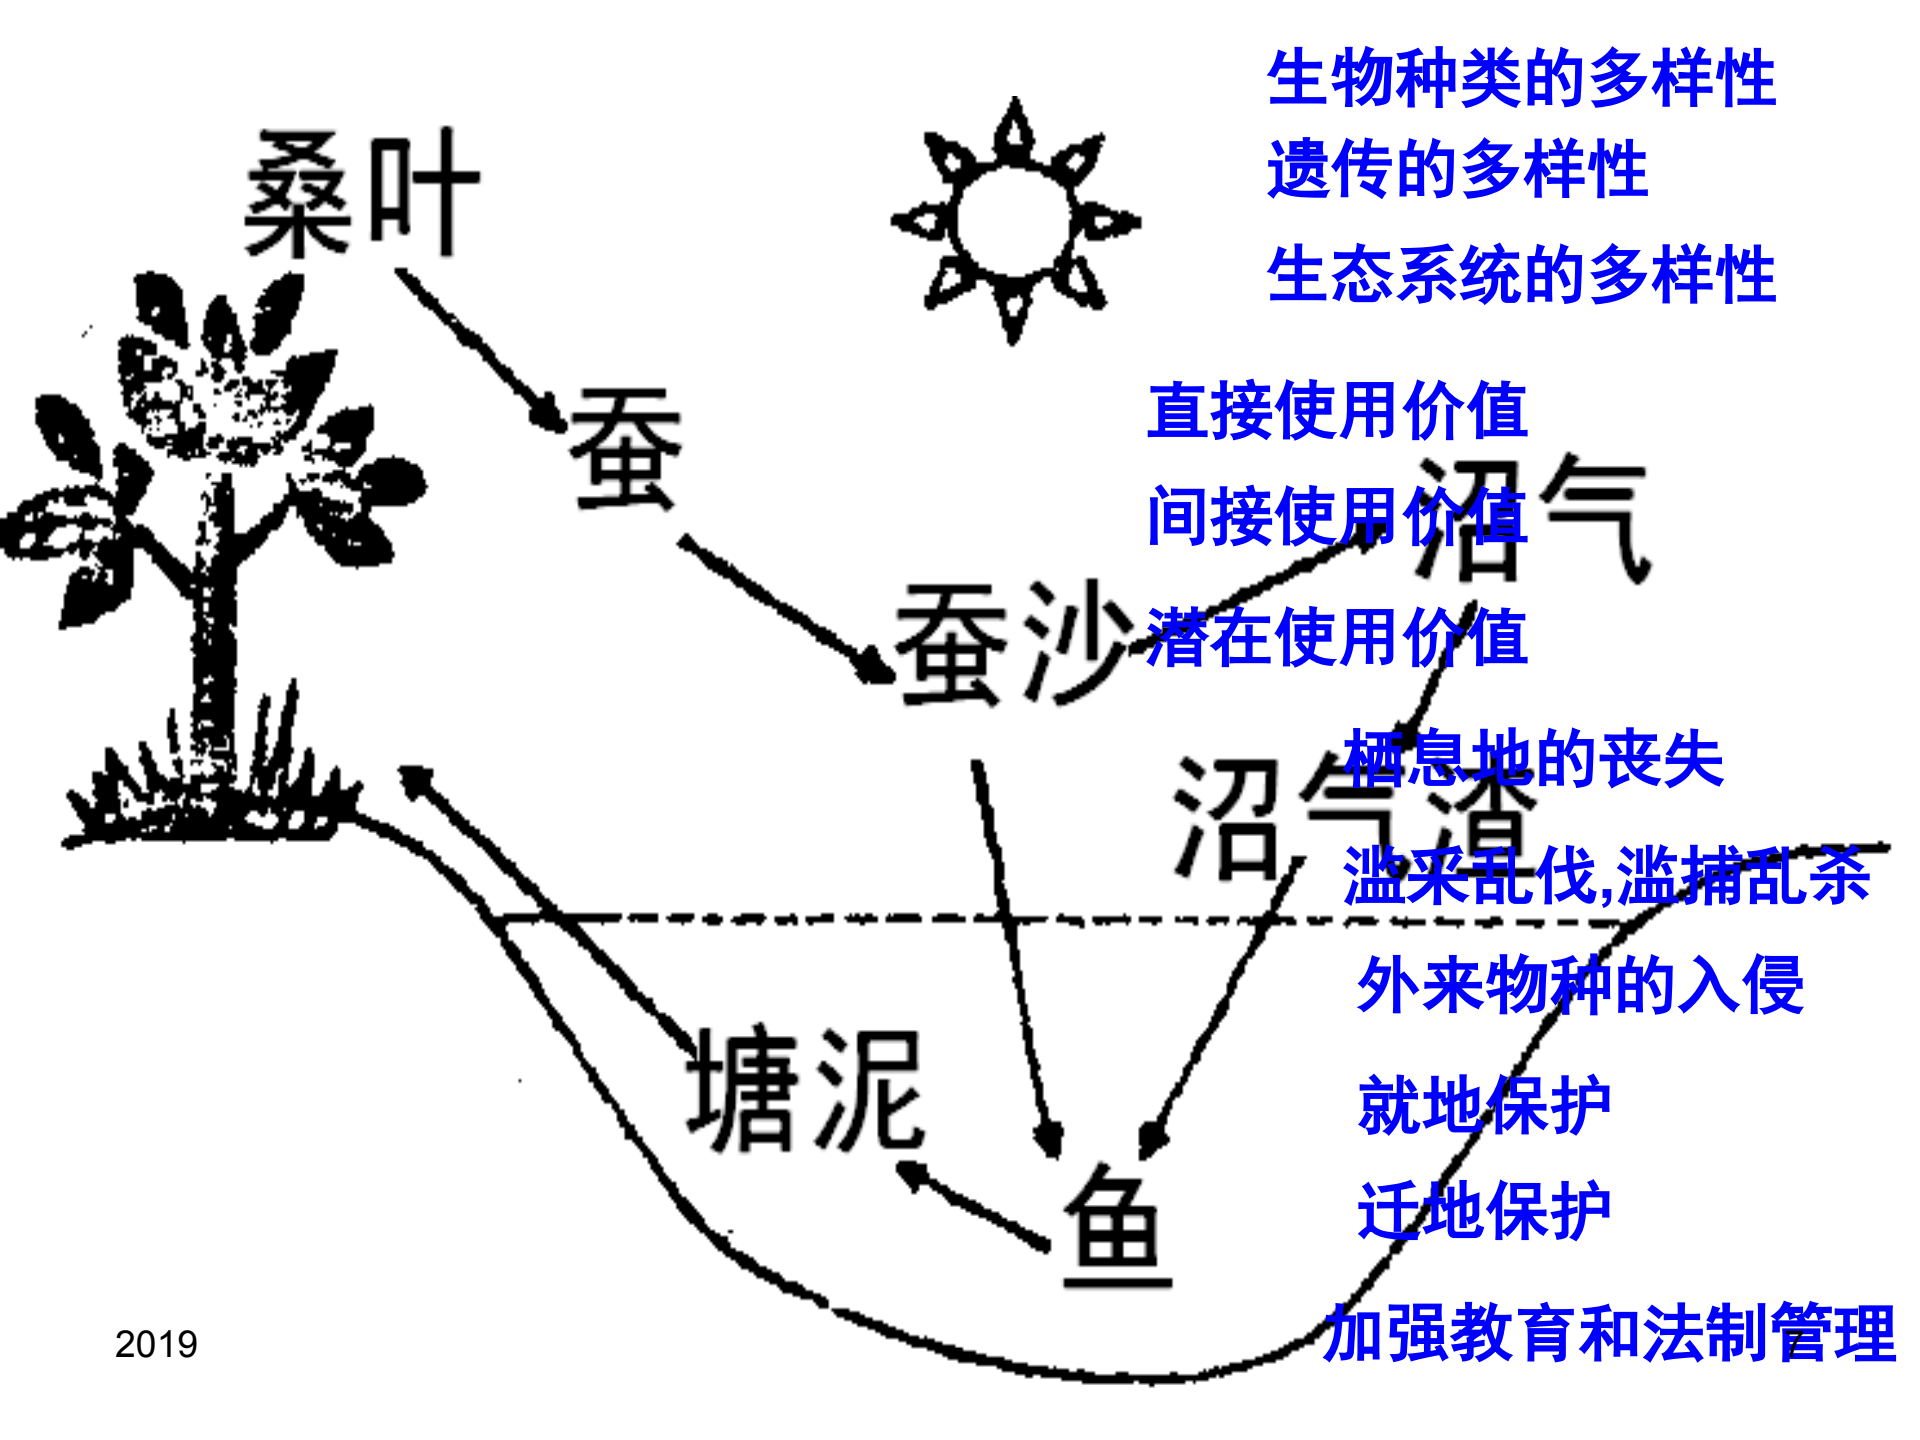 生物种类的多样性
桑叶
遗传的多样性
生态系统的多样性
直接使用价值
蚕
沼气
间接使用价值
蚕沙
潜在使用价值
栖息地的丧失
沼气渣
滥采乱伐,滥捕乱杀
外来物种的入侵
塘泥
就地保护
鱼
迁地保护
加强教育和法制管理
2019
7